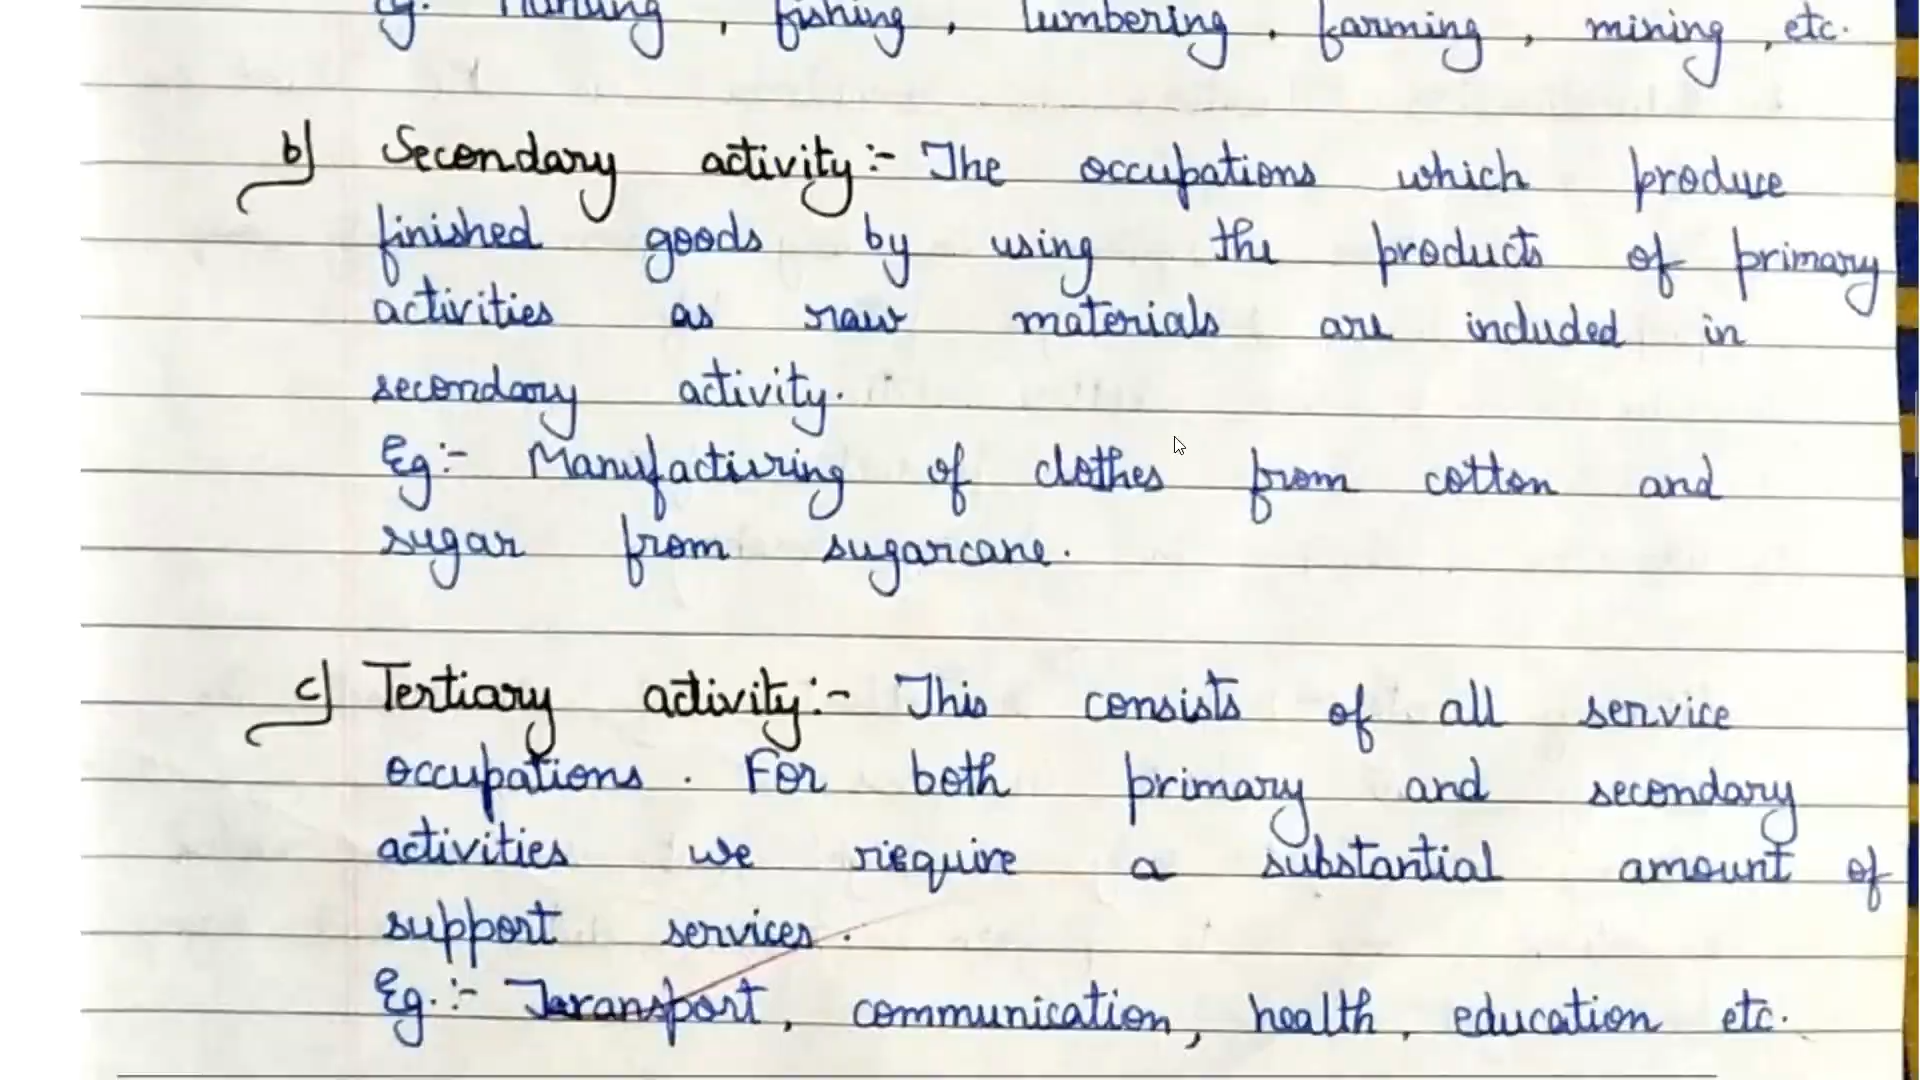 eg. Hunting, fishing, lumbering, farming, mining, etc.
b) Secondary activity:- The occupations which produce
finished goods by using the products of primary
activities as raw materials are included in
secondary activity.
Eg:- Manufacturing of clothes from cotton and
sugar from sugarcane.
c) Tertiary activity:- This consists of all service
occupations. For both primary and secondary
activities we require a substantial amount of
support services.
Eg.:- Transport, communication, health, education etc.